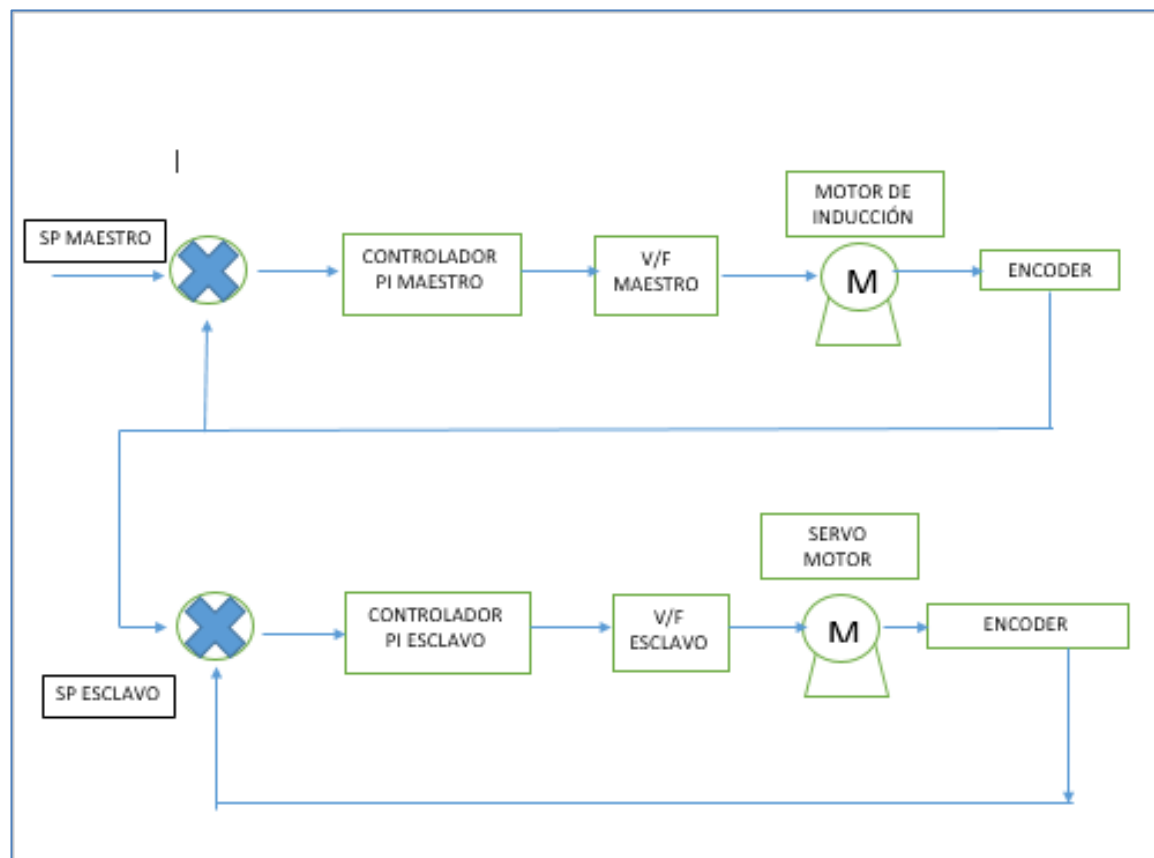 MOTOR DE
INDUCCIÓN
SP MAESTRO
CONTROLADOR
PI MAESTRO
V/F
MAESTRO
M
ENCODER
SERVO
MOTOR
CONTROLADOR
PI ESCLAVO
V/F
ESCLAVO
M
ENCODER
SP ESCLAVO